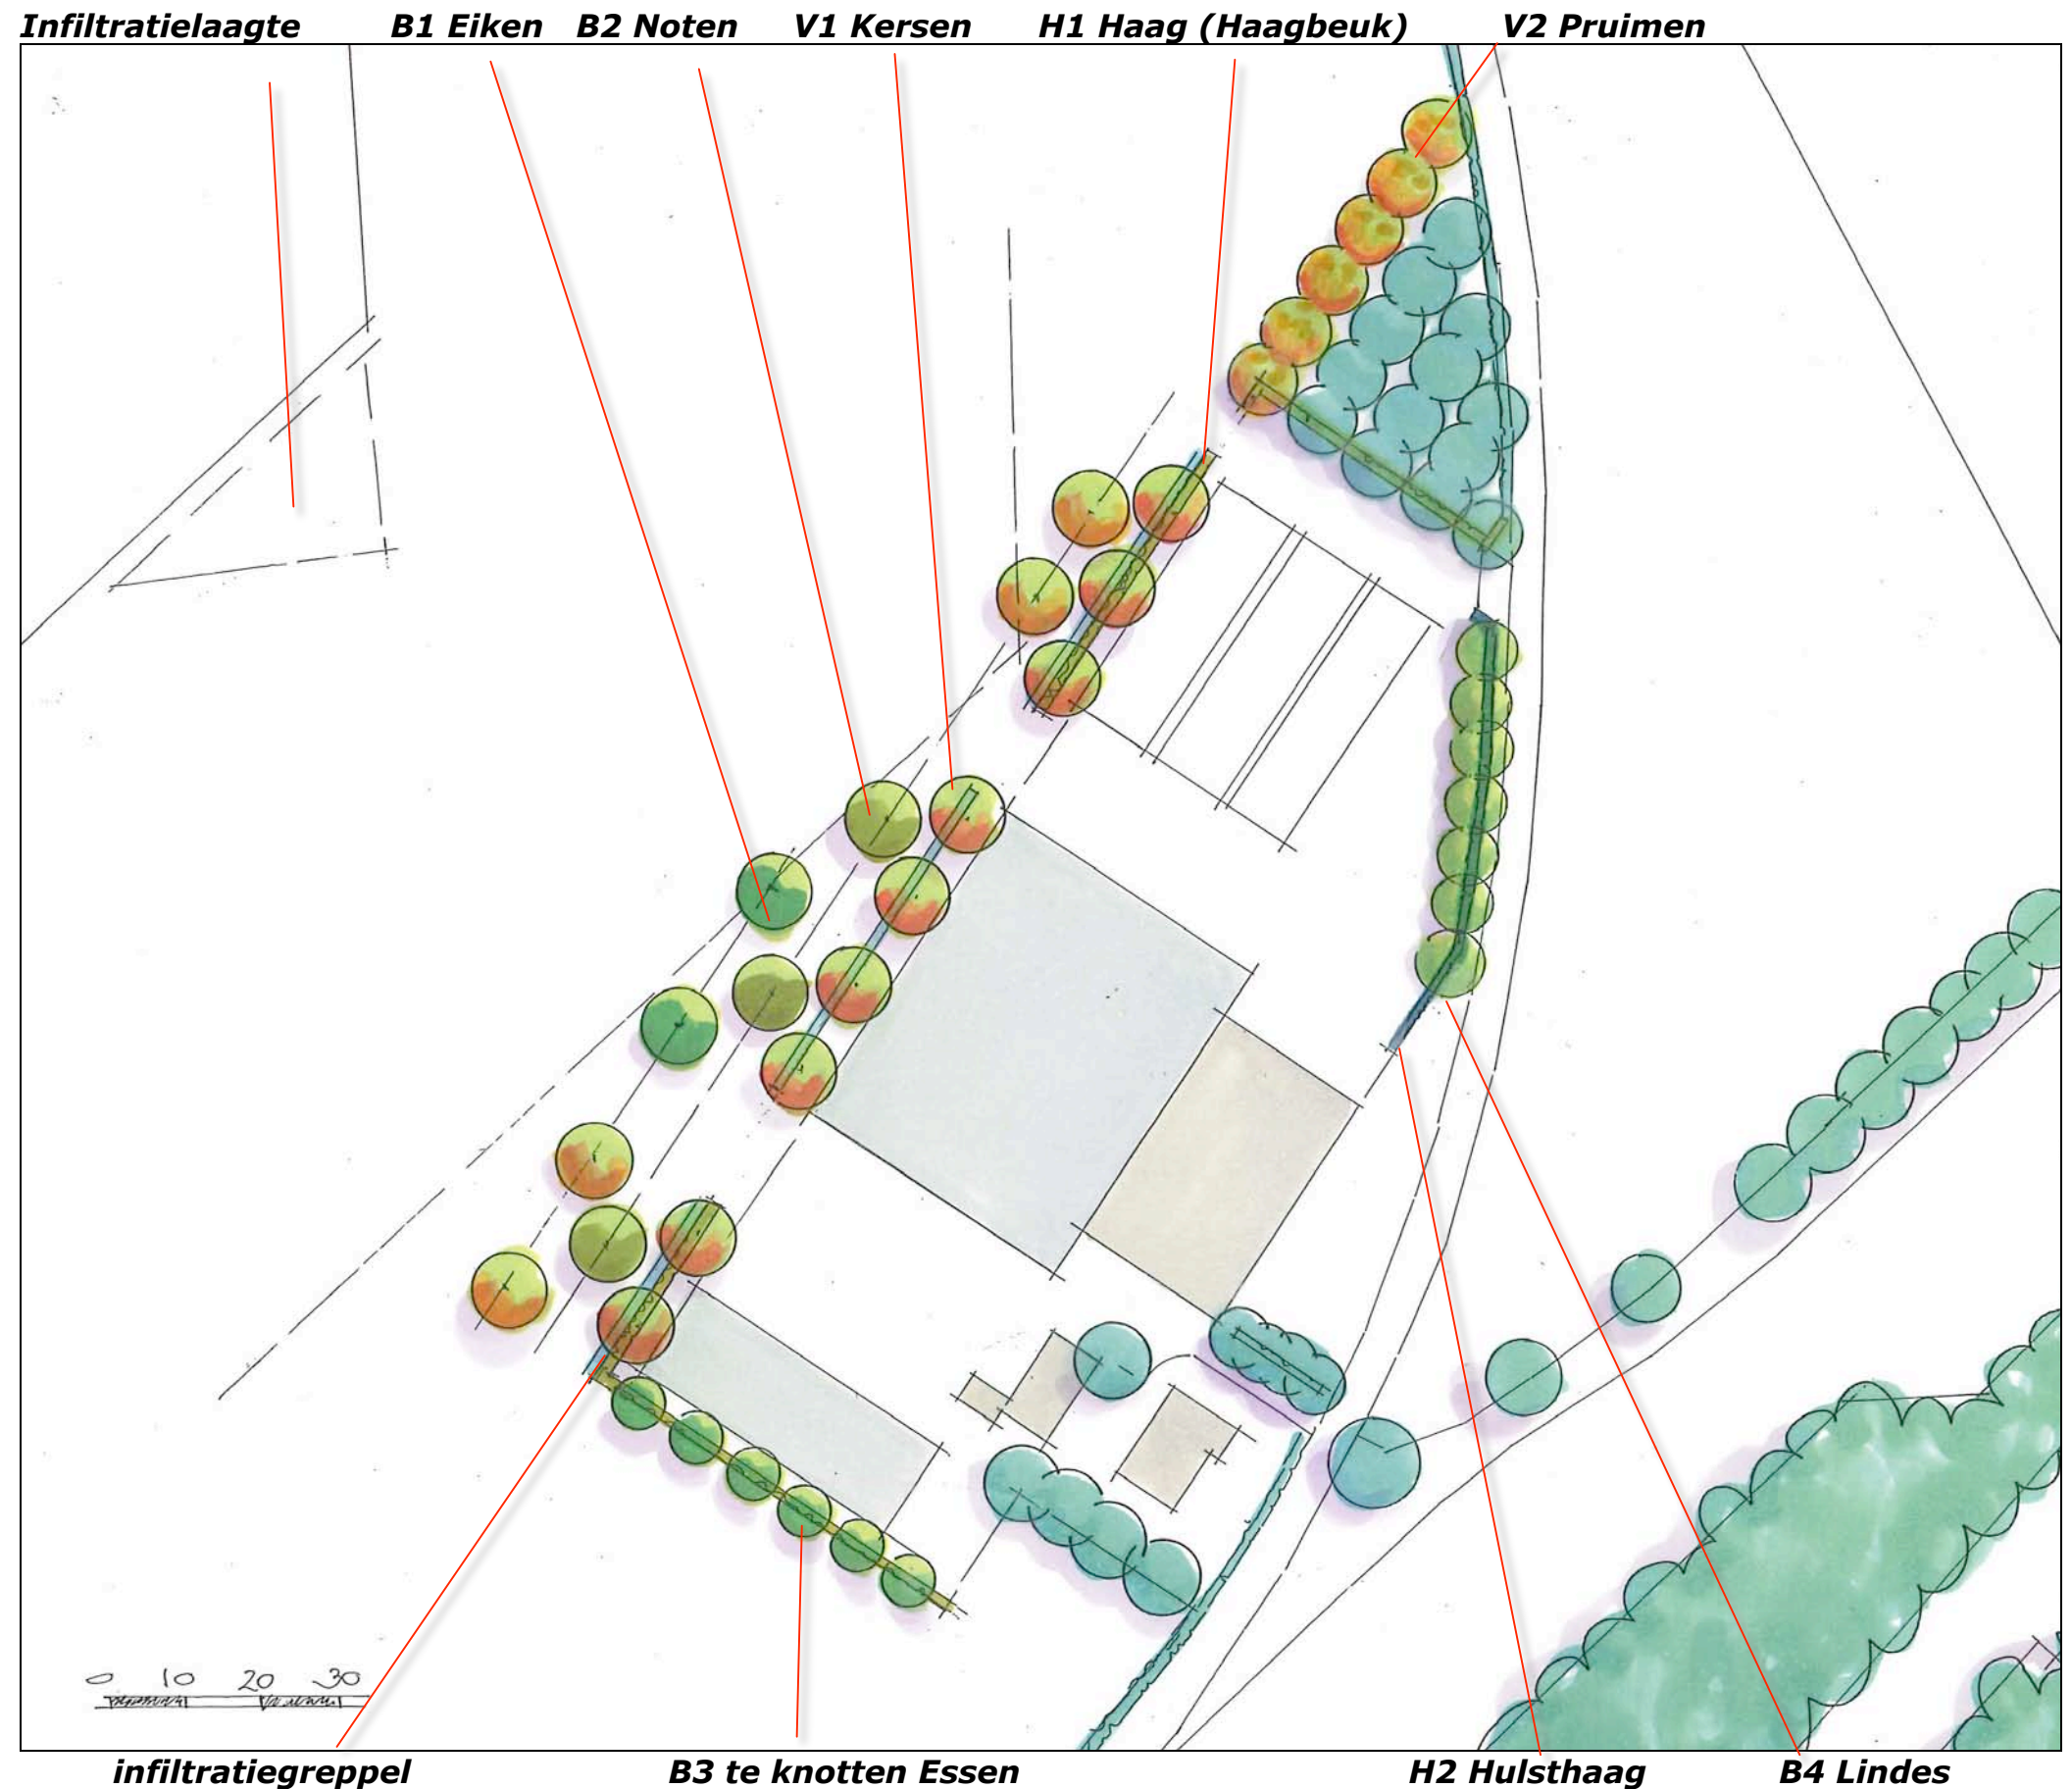 Infiltratielaagte B1 Eiken B2 Noten V1 Kersen H1 Haag (Haagbeuk) V2 Pruimen
0 10 20 30
infiltratiegreppel B3 te knotten Essen H2 Hulsthaag B4 Lindes